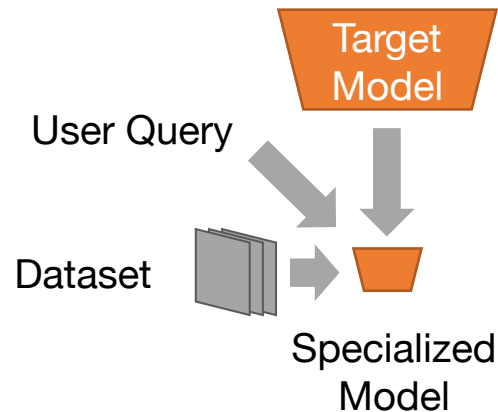 Target
Model
User Query
Dataset
Specialized
Model